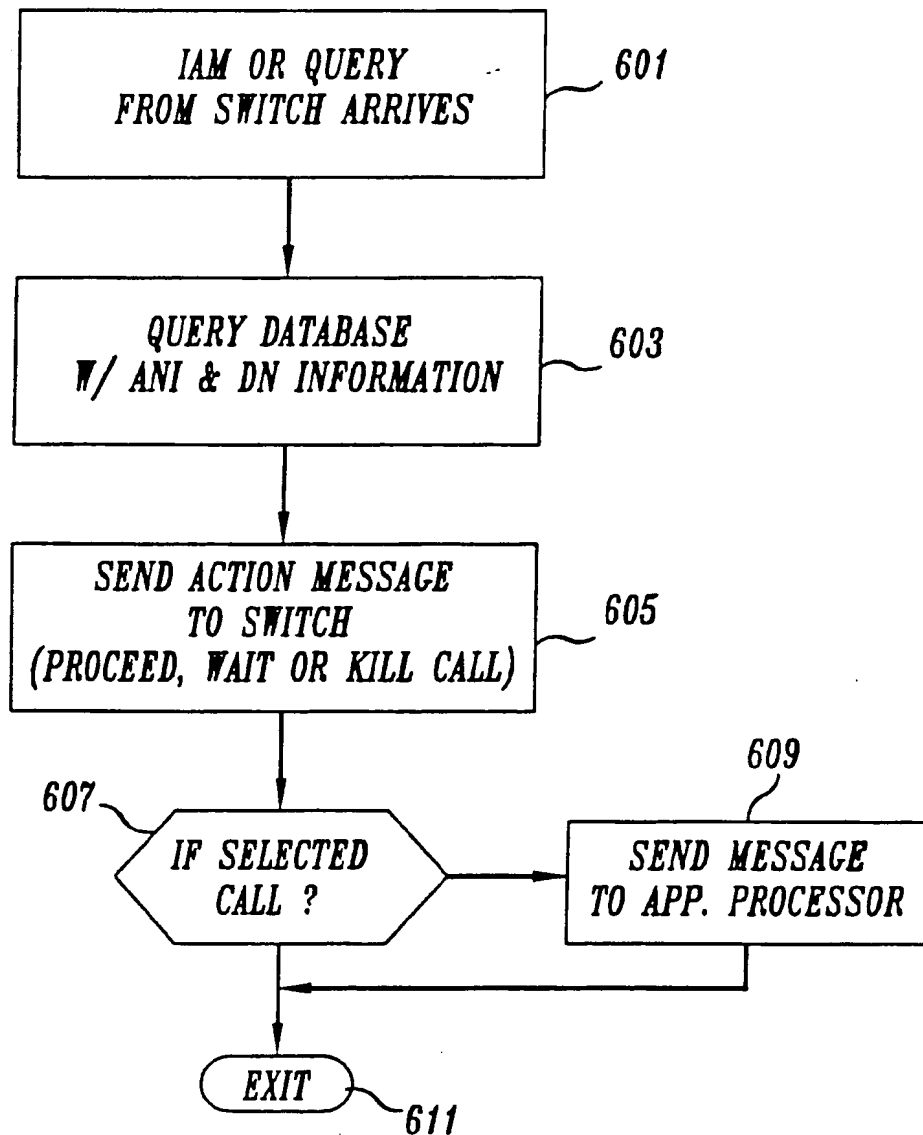 IAM OR QUERY
FROM SWITCH ARRIVES
601
QUERY DATABASE
W/ ANI & DN INFORMATION
603
SEND ACTION MESSAGE
TO SWITCH
(PROCEED, WAIT OR KILL CALL)
605
607
IF SELECTED
CALL ?
609
SEND MESSAGE
TO APP. PROCESSOR
EXIT
611